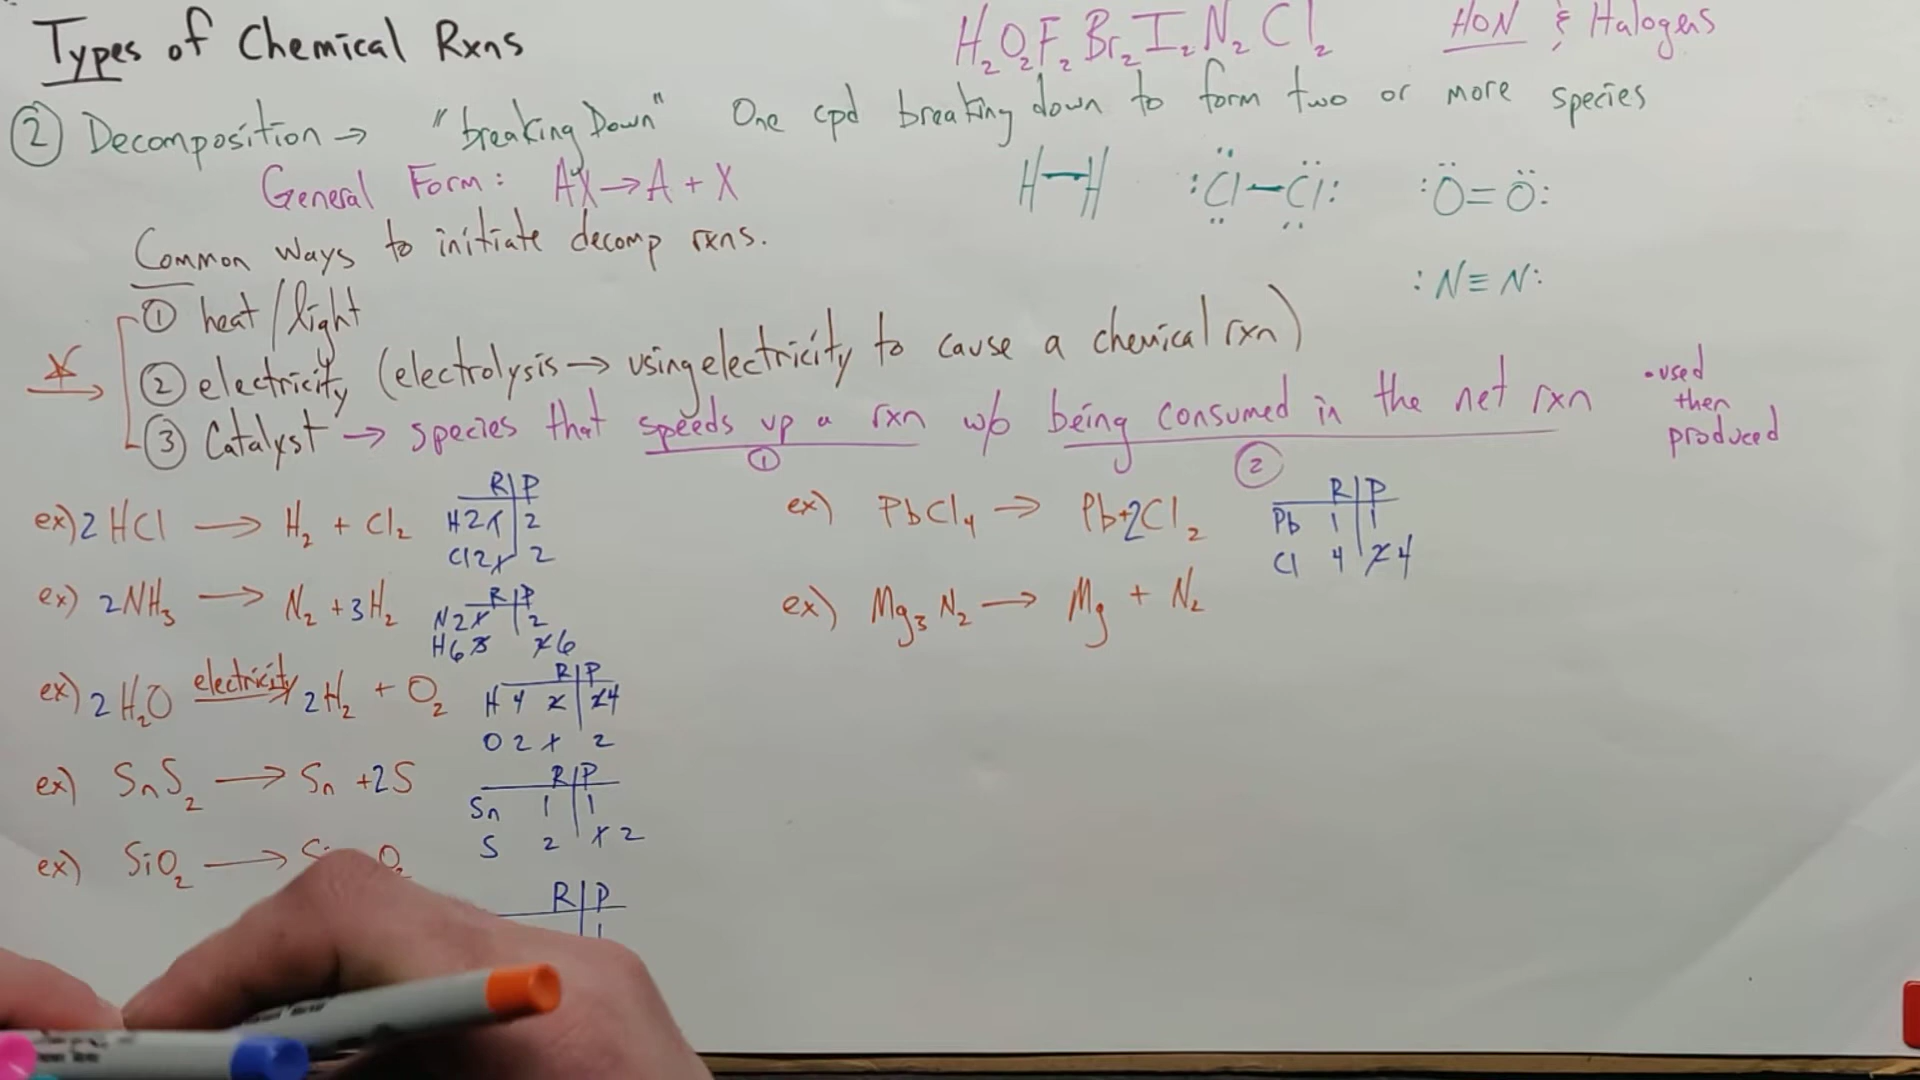 Types of Chemical Rxns
H₂O₂F₂Br₂I₂N₂Cl₂
HON & Halogens
② Decomposition → "breaking Down" One cpd breaking down to form two or more species
General Form: AX → A + X
H-H :Cl-Cl: :O=O:
:N≡N:
Common Ways to initiate decomp rxns.
① heat/light
② electricity (electrolysis → using electricity to cause a chemical rxn)
③ Catalyst → species that speeds up a rxn w/o being consumed in the net rxn
① ②
• used
then
produced
ex) 2HCl → H₂ + Cl₂
R|P
H 2 1 | 2
Cl 2 1 | 2
ex) 2NH₃ → N₂ + 3H₂
R|P
N 2 1 | 2
H 6 3 2 6
ex) 2H₂O electricity → 2H₂ + O₂
R|P
H 4 2 | 2 4
O 2 1 2
ex) SnS₂ → Sn + 2S
R|P
Sn 1 | 1
S 2 1 2
ex) SiO₂ → O₂
R|P
1
ex) PbCl₄ → Pb + 2Cl₂
R|P
Pb 1 | 1
Cl 4 2 4
ex) Mg₃N₂ → Mg + N₂